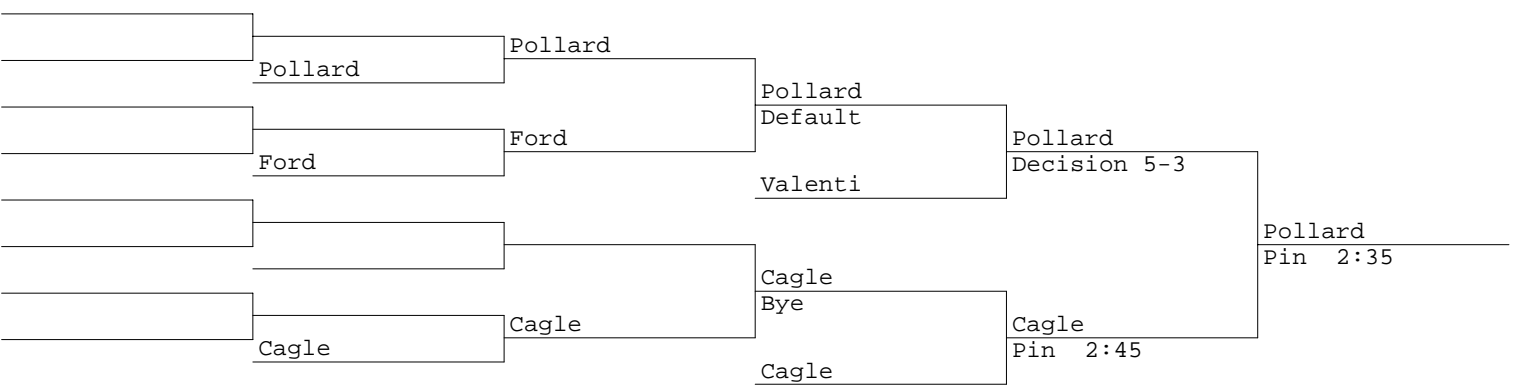 Pollard
Pollard
Pollard
Default
Ford
Pollard
Ford
Decision 5-3
Valenti
Pollard
Pin 2:35
Cagle
Bye
Cagle
Cagle
Pin 2:45
Cagle